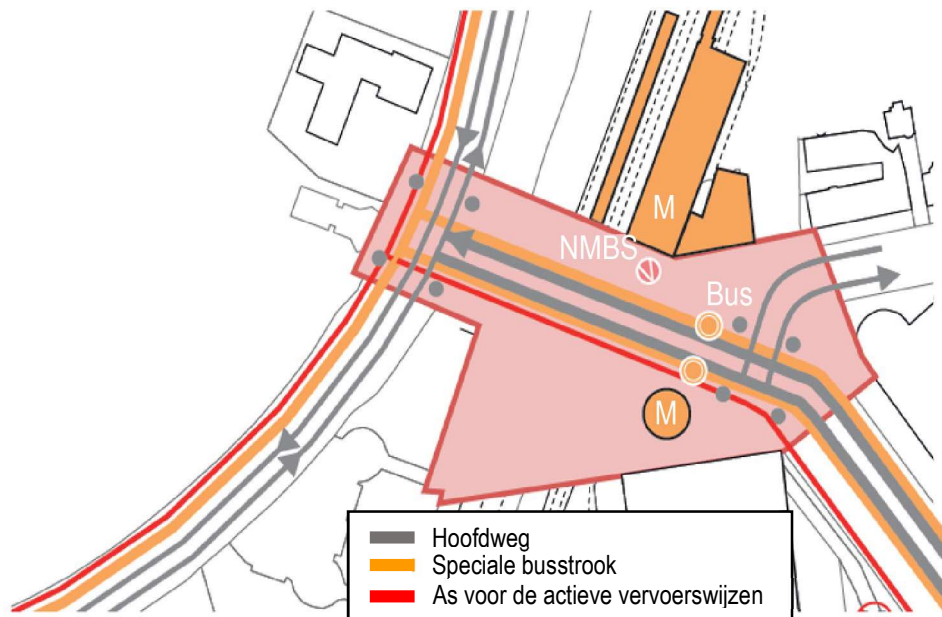 M
NMBS
Bus
M
Hoofdweg
Speciale busstrook
As voor de actieve vervoerswijzen